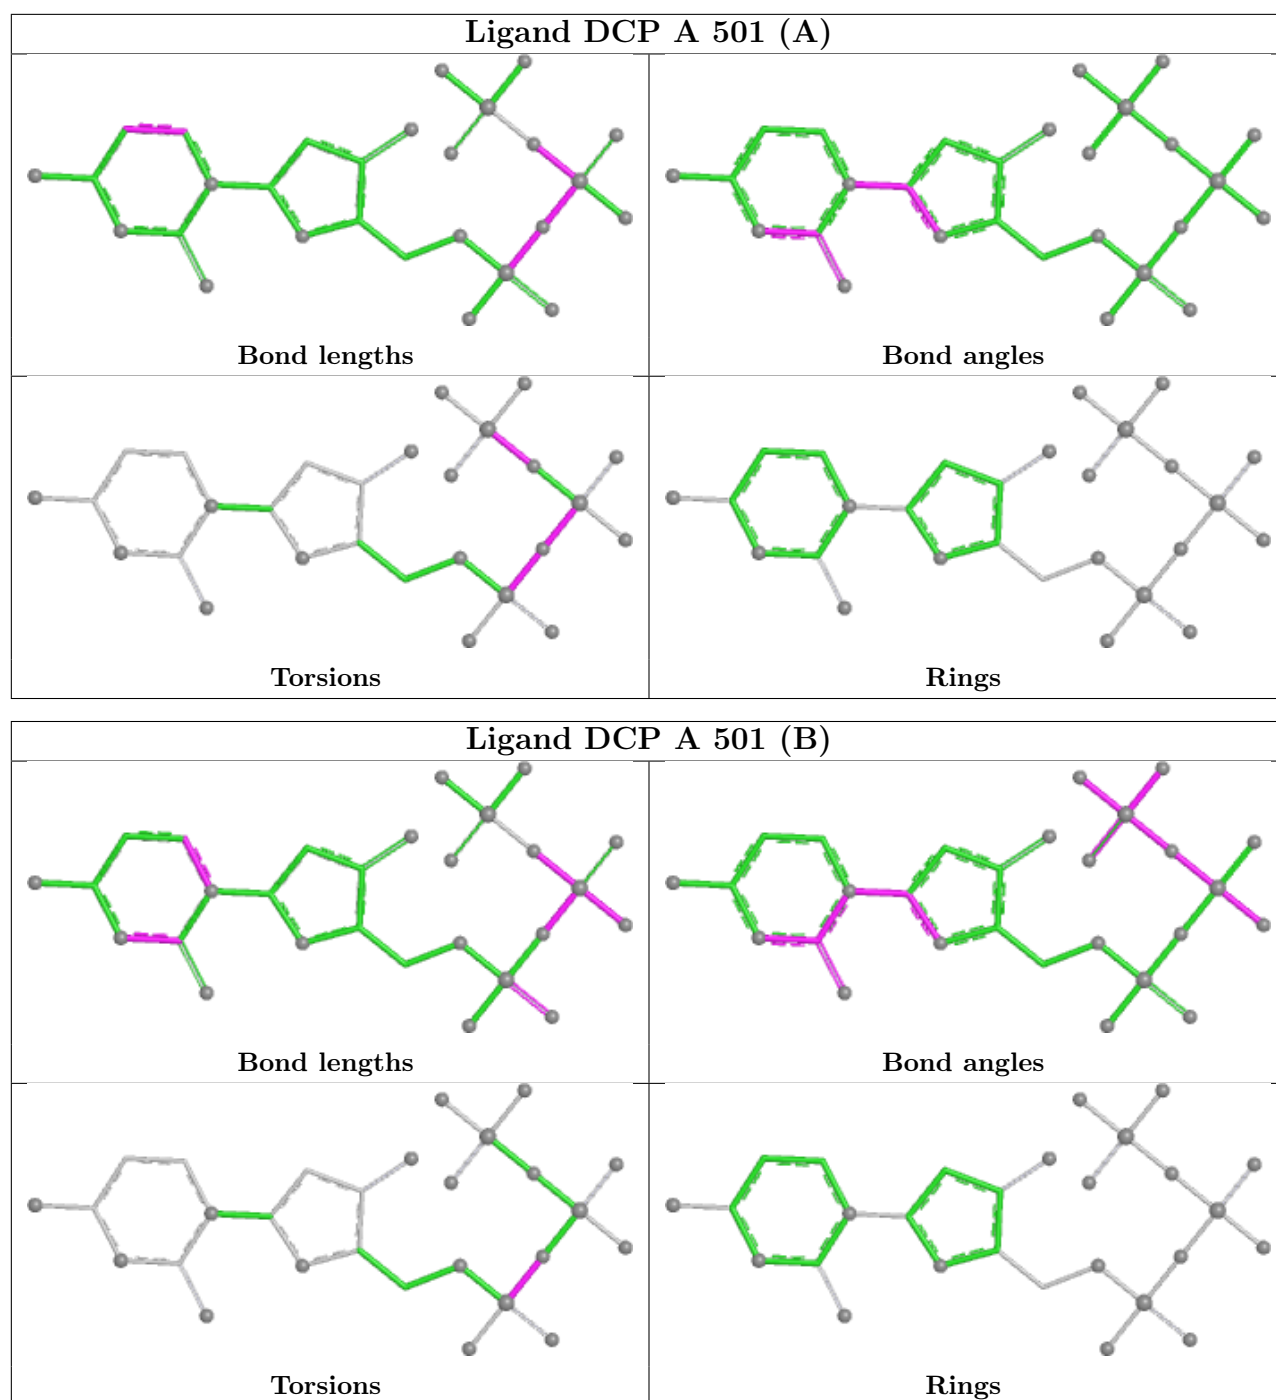 Ligand DCP A 501 (A)
Bond lengths
Bond angles
Torsions
Rings
Ligand DCP A 501 (B)
Bond lengths
Bond angles
Torsions
Rings